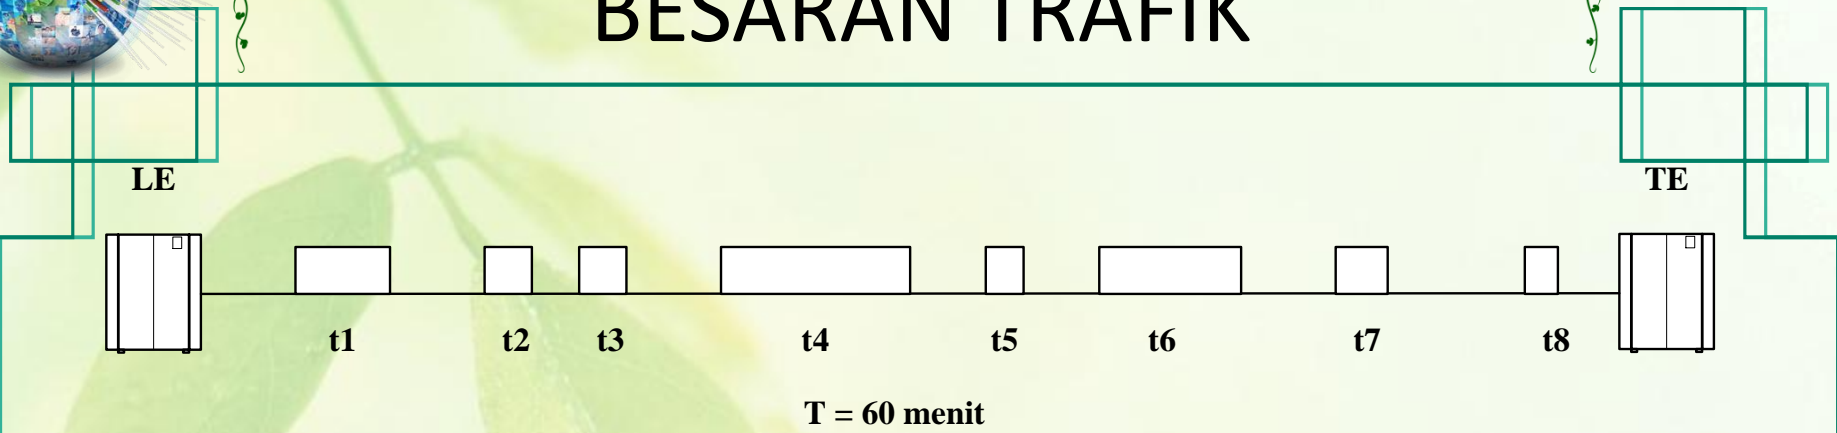 BESARAN TRAFIK
LE TE
t1 t2 t3 t4 t5 t6 t7 t8
T = 60 menit